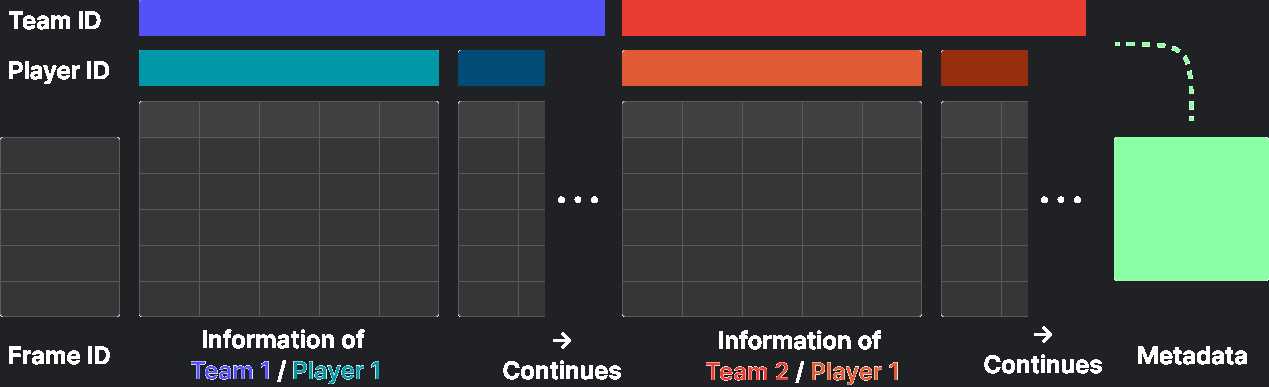 Team ID
Player ID
Frame ID
Information of
Team 1 / Player 1
→
Continues
Information of
Team 2 / Player 1
→
Continues
Metadata